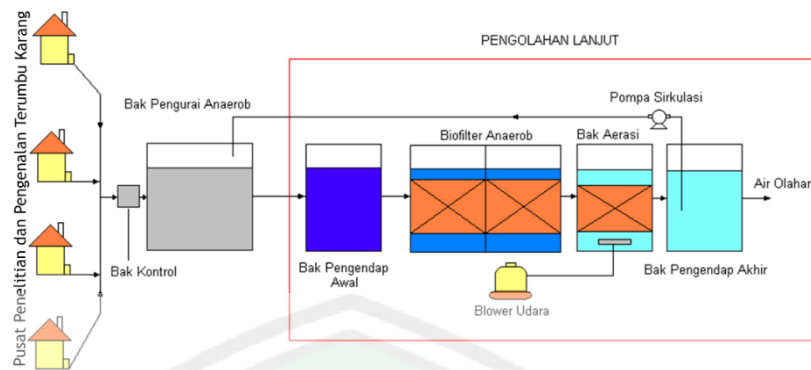 Pusat Penelitian dan Pengenalan Terumbu Karang
PENGOLAHAN LANJUT
Bak Pengurai Anaerob
Pompa Sirkulasi
Biofilter Anaerob
Bak Aerasi
Air Olahan
Bak Kontrol
Bak Pengendap
Awal
Bak Pengendap Akhir
Blower Udara